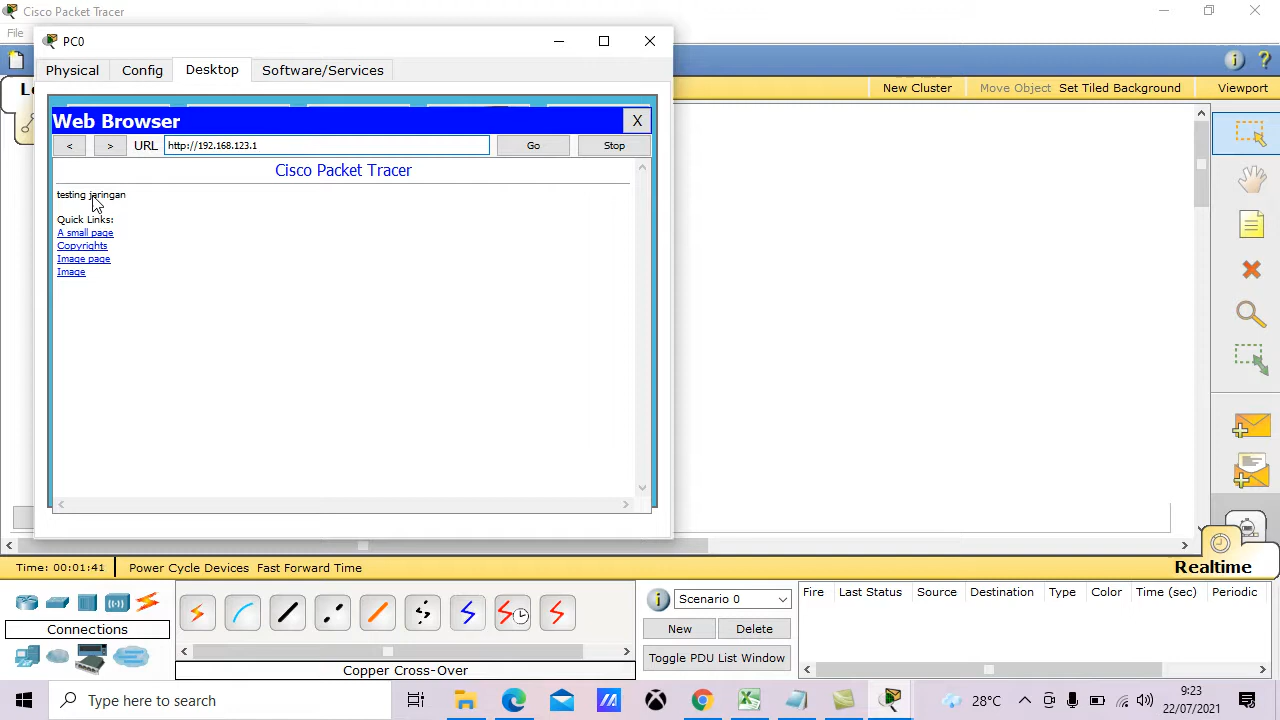 Cisco Packet Tracer
File
PC0
Physical Config Desktop Software/Services
New Cluster Move Object Set Tiled Background Viewport
Web Browser X
< > URL http://192.168.123.1 Go Stop
Cisco Packet Tracer
testing jaringan
Quick Links:
A small page
Copyrights
Image page
Image
Time: 00:01:41 Power Cycle Devices Fast Forward Time Realtime
Connections
Copper Cross-Over
Scenario 0
New Delete
Toggle PDU List Window
Fire Last Status Source Destination Type Color Time (sec) Periodic
Type here to search
28°C
9:23
22/07/2021